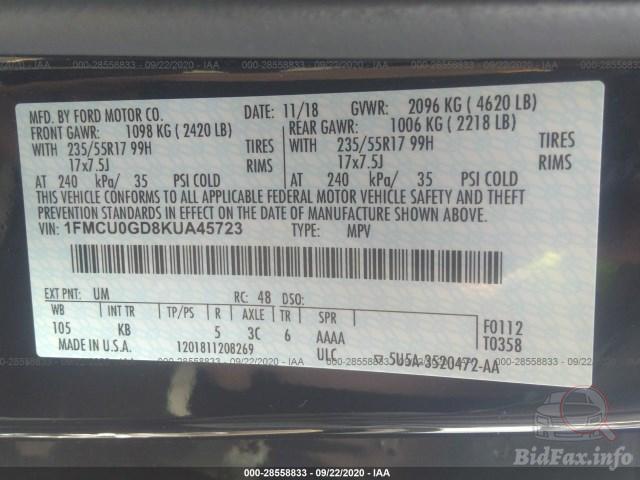 000-28558833 - 09/22/2020 - IAA
MFD. BY FORD MOTOR CO. DATE: 11/18 GVWR: 2096 KG ( 4620 LB)
FRONT GAWR: 1098 KG ( 2420 LB) REAR GAWR: 1006 KG ( 2218 LB)
WITH 235/55R17 99H TIRES WITH 235/55R17 99H TIRES
17x7.5J RIMS 17x7.5J RIMS
AT 240 kPa/ 35 PSI COLD AT 240 kPa/ 35 PSI COLD
THIS VEHICLE CONFORMS TO ALL APPLICABLE FEDERAL MOTOR VEHICLE SAFETY AND THEFT
PREVENTION STANDARDS IN EFFECT ON THE DATE OF MANUFACTURE SHOWN ABOVE.
VIN: 1FMCU0GD8KUA45723 TYPE: MPV
EXT PNT: UM RC: 48 DSO:
WB INT TR TP/PS R AXLE TR SPR
105 KB 5 3C 6 AAAA
F0112
T0358
MADE IN U.S.A. 1201811208269 ULC 5U5A-3520472-AA
000-28558833 - 09/22/2020 - IAA
BidFax.info